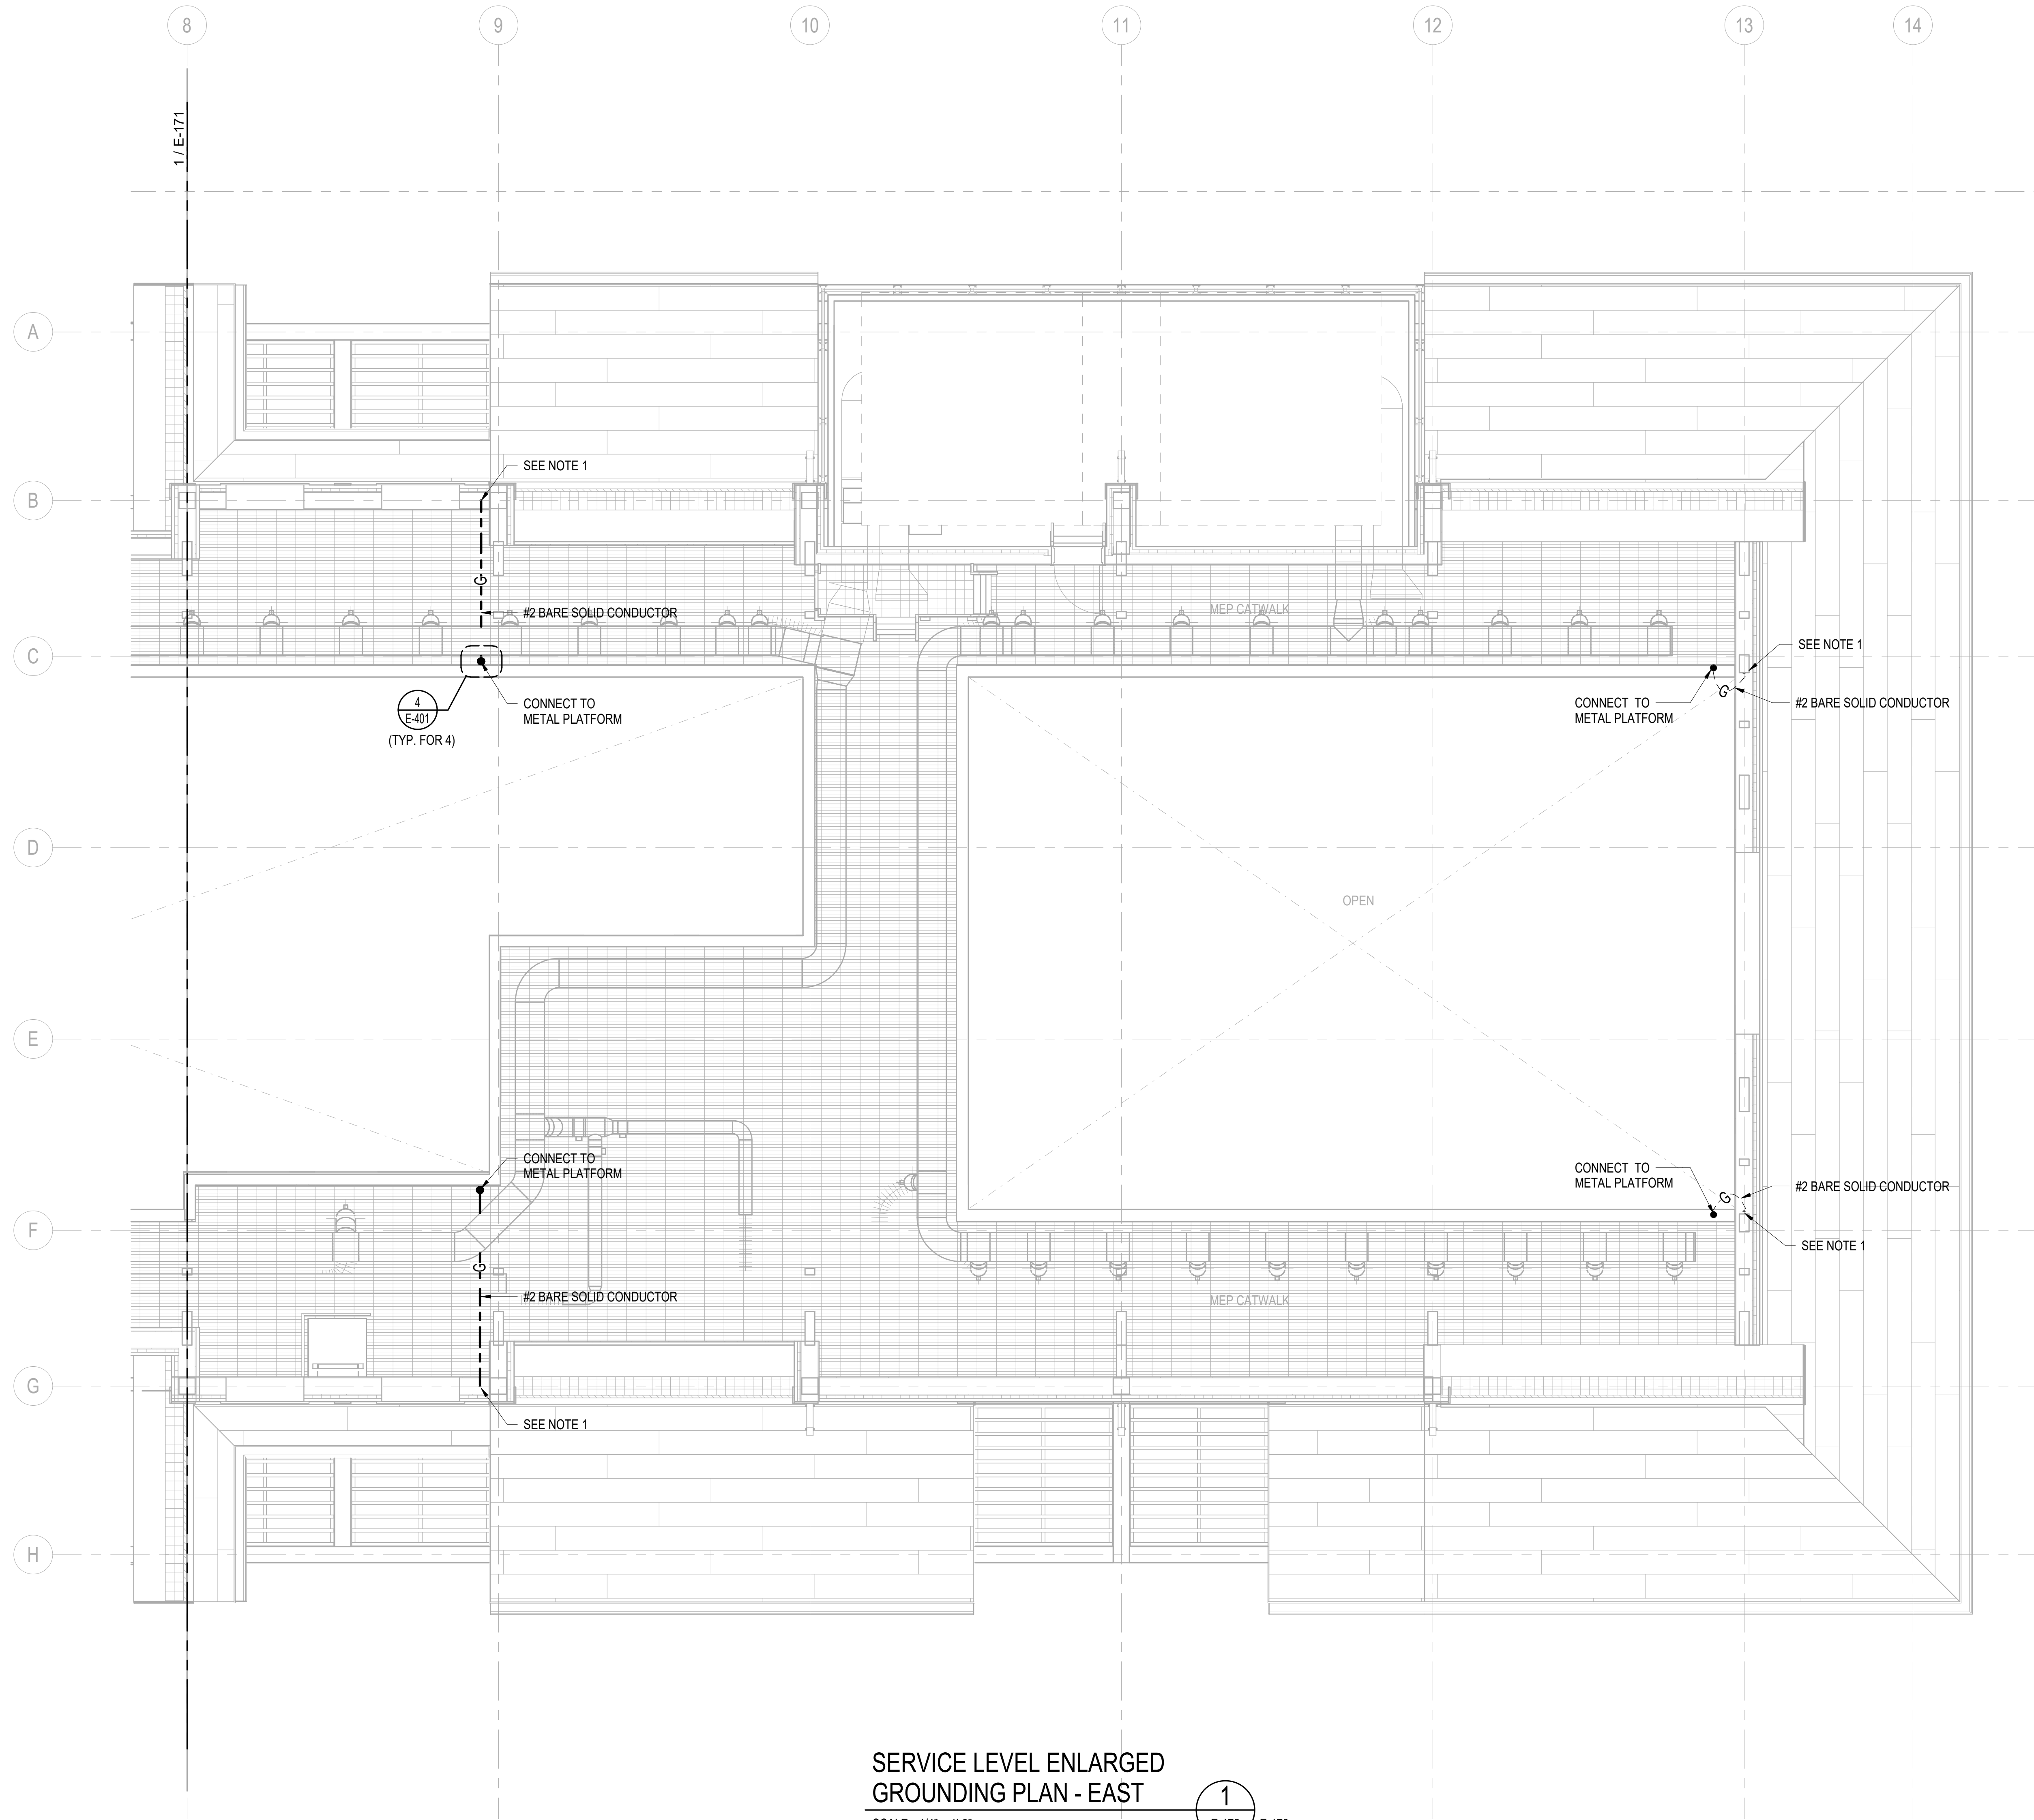 8
9
10
11
12
13
14
1 / E-171
A
SEE NOTE 1
B
#2 BARE SOLID CONDUCTOR
G
MEP CATWALK
C
SEE NOTE 1
CONNECT TO
METAL PLATFORM
4
E-401
(TYP. FOR 4)
CONNECT TO
METAL PLATFORM
G
#2 BARE SOLID CONDUCTOR
D
OPEN
E
CONNECT TO
METAL PLATFORM
CONNECT TO
METAL PLATFORM
G
#2 BARE SOLID CONDUCTOR
F
SEE NOTE 1
G
#2 BARE SOLID CONDUCTOR
MEP CATWALK
G
SEE NOTE 1
H
SERVICE LEVEL ENLARGED
GROUNDING PLAN - EAST
1